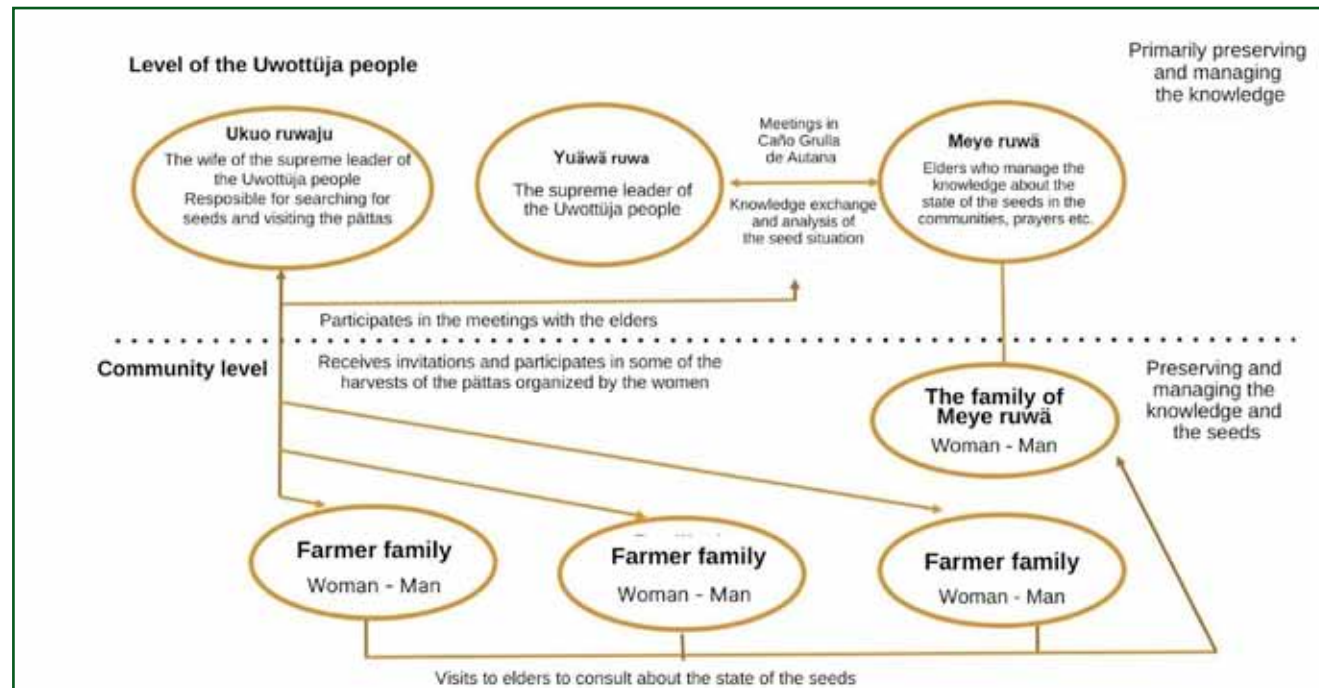 Level of the Uwottüja people
Primarily preserving
and managing
the knowledge
Ukuo ruwaju
The wife of the supreme leader of
the Uwottüja people
Resposible for searching for
seeds and visiting the pättas
Yuäwä ruwa
The supreme leader of
the Uwottüja people
Meetings in
Caño Grulla
de Autana
Knowledge exchange
and analysis of
the seed situation
Meye ruwä
Elders who manage the
knowledge about the
state of the seeds in the
communities, prayers etc.
Participates in the meetings with the elders
Community level
Receives invitations and participates in some of the
harvests of the pättas organized by the women
The family of
Meye ruwä
Woman - Man
Preserving and
managing the
knowledge and
the seeds
Farmer family
Woman - Man
Farmer family
Woman - Man
Farmer family
Woman - Man
Visits to elders to consult about the state of the seeds